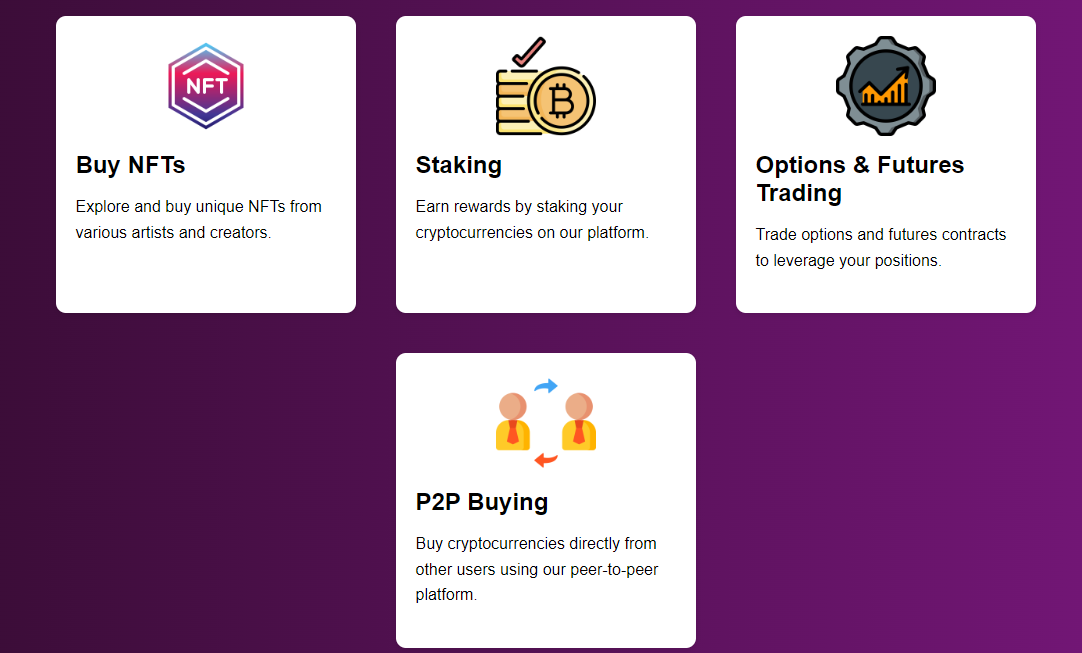 NFT
Buy NFTs
Explore and buy unique NFTs from
various artists and creators.
Staking
Earn rewards by staking your
cryptocurrencies on our platform.
Options & Futures
Trading
Trade options and futures contracts
to leverage your positions.
P2P Buying
Buy cryptocurrencies directly from
other users using our peer-to-peer
platform.